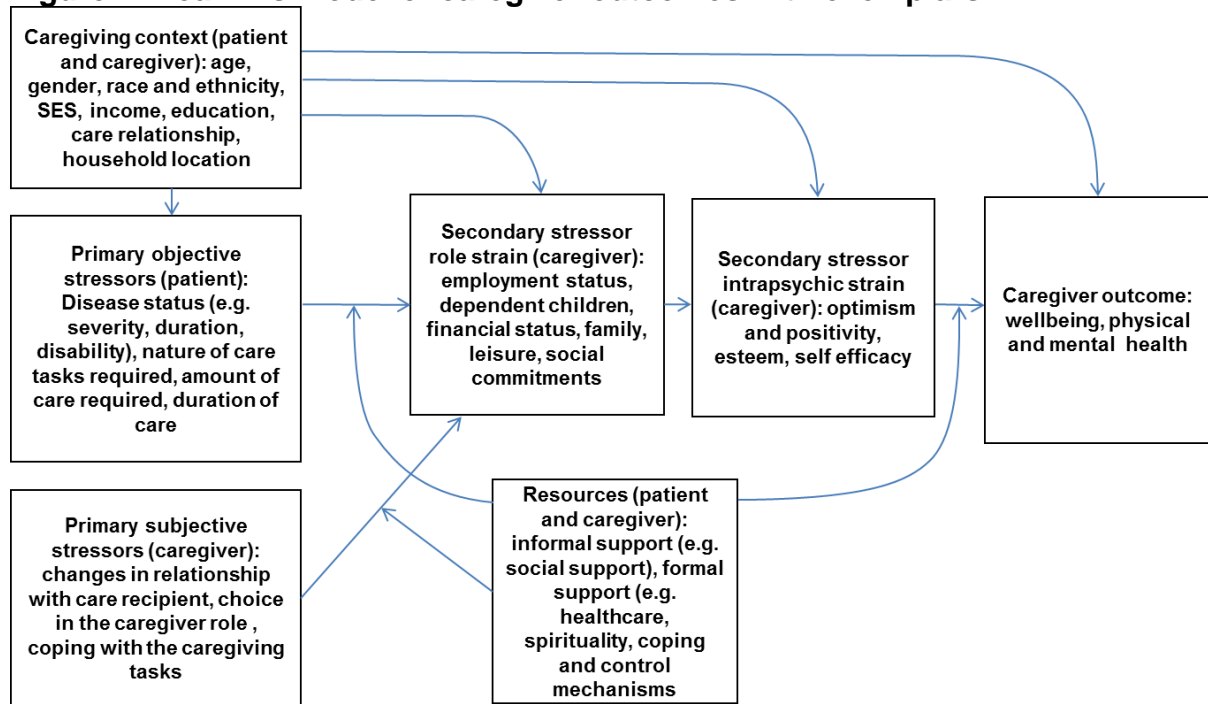 Caregiving context (patient
and caregiver): age,
gender, race and ethnicity,
SES, income, education,
care relationship,
household location
Primary objective
stressors (patient):
Disease status (e.g.
severity, duration,
disability), nature of care
tasks required, amount of
care required, duration of
care
Secondary stressor
role strain (caregiver):
employment status,
dependent children,
financial status, family,
leisure, social
commitments
Secondary stressor
intrapsychic strain
(caregiver): optimism
and positivity,
esteem, self efficacy
Caregiver outcome:
wellbeing, physical
and mental health
Primary subjective
stressors (caregiver):
changes in relationship
with care recipient, choice
in the caregiver role ,
coping with the caregiving
tasks
Resources (patient
and caregiver):
informal support (e.g.
social support), formal
support (e.g.
healthcare,
spirituality, coping
and control
mechanisms